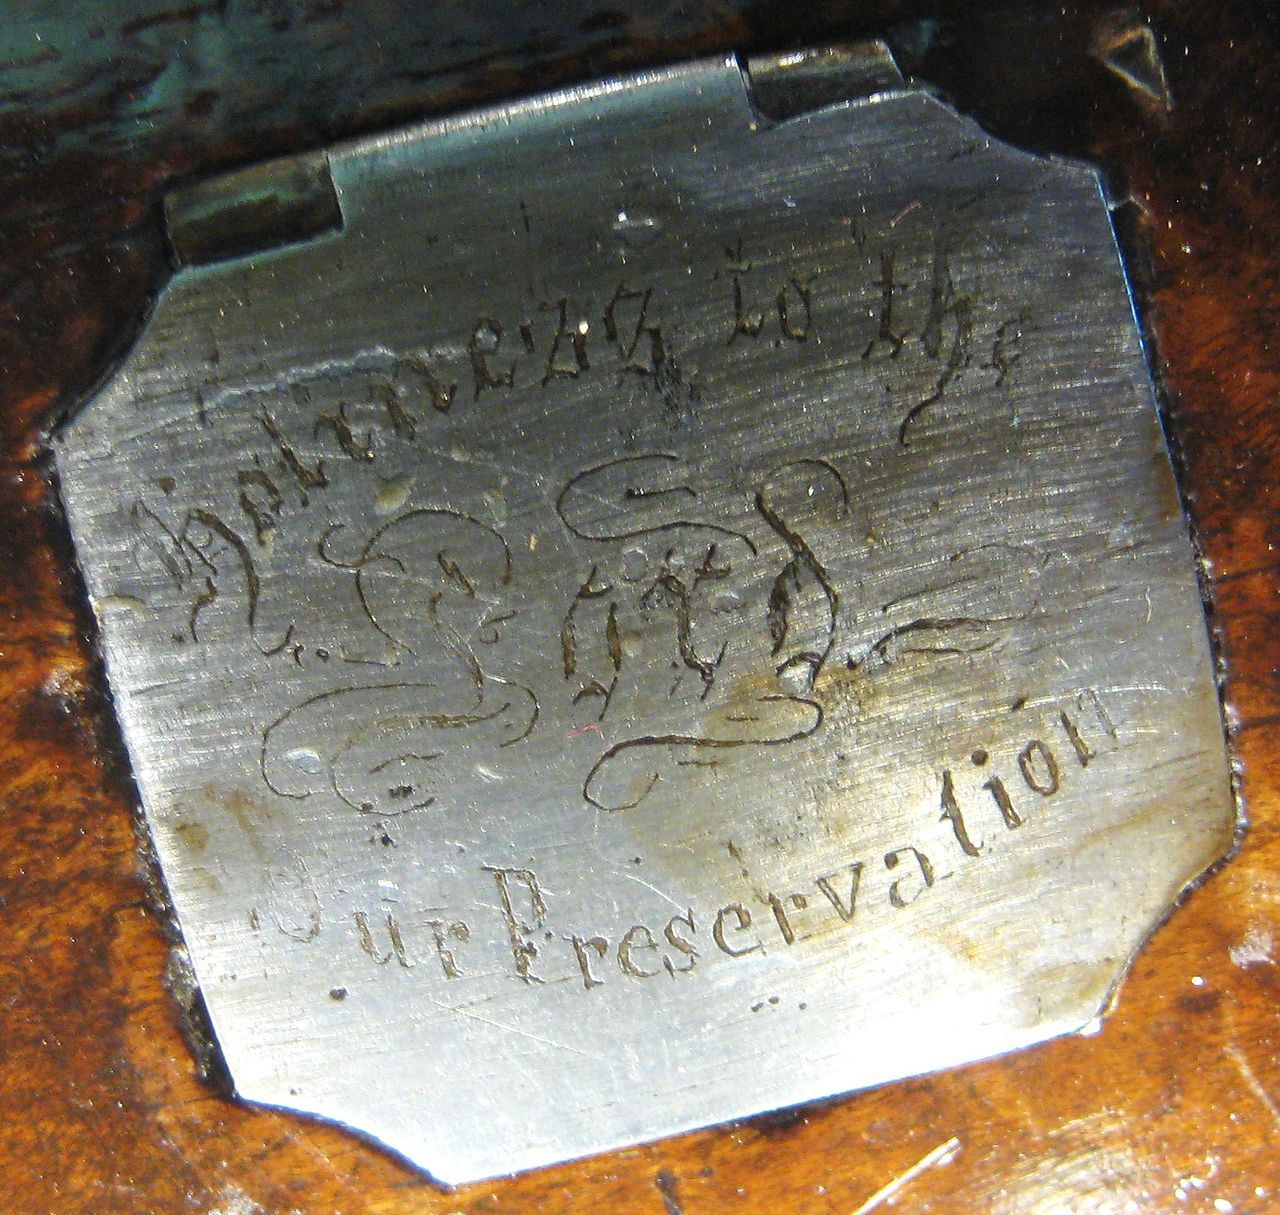 Holiness to the
Lord
Our Preservation